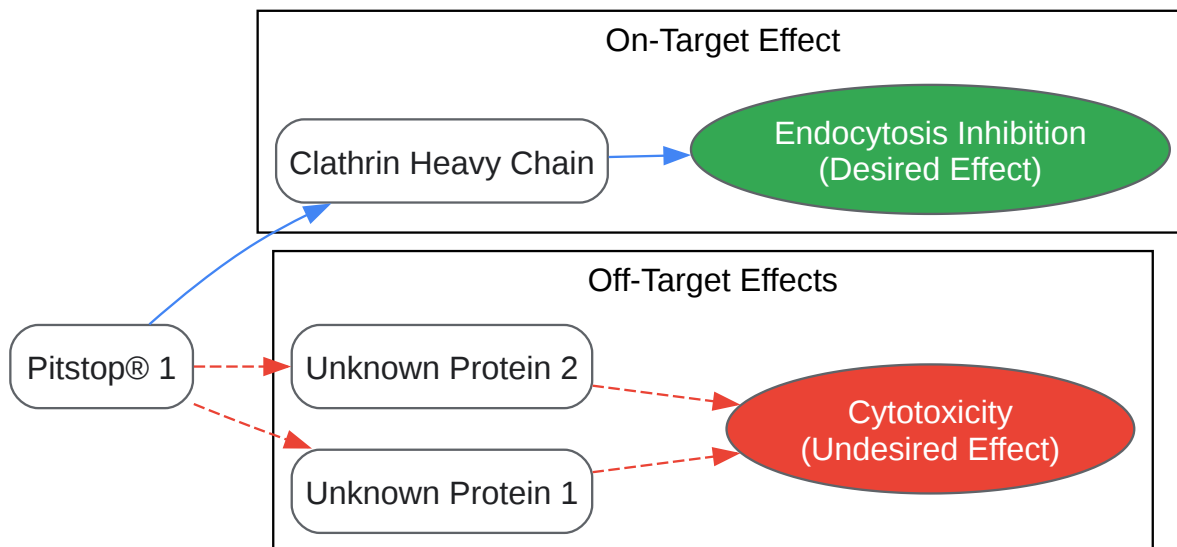 On-Target Effect
Clathrin Heavy Chain
Endocytosis Inhibition
(Desired Effect)
Off-Target Effects
Pitstop® 1
Unknown Protein 2
Cytotoxicity
(Undesired Effect)
Unknown Protein 1